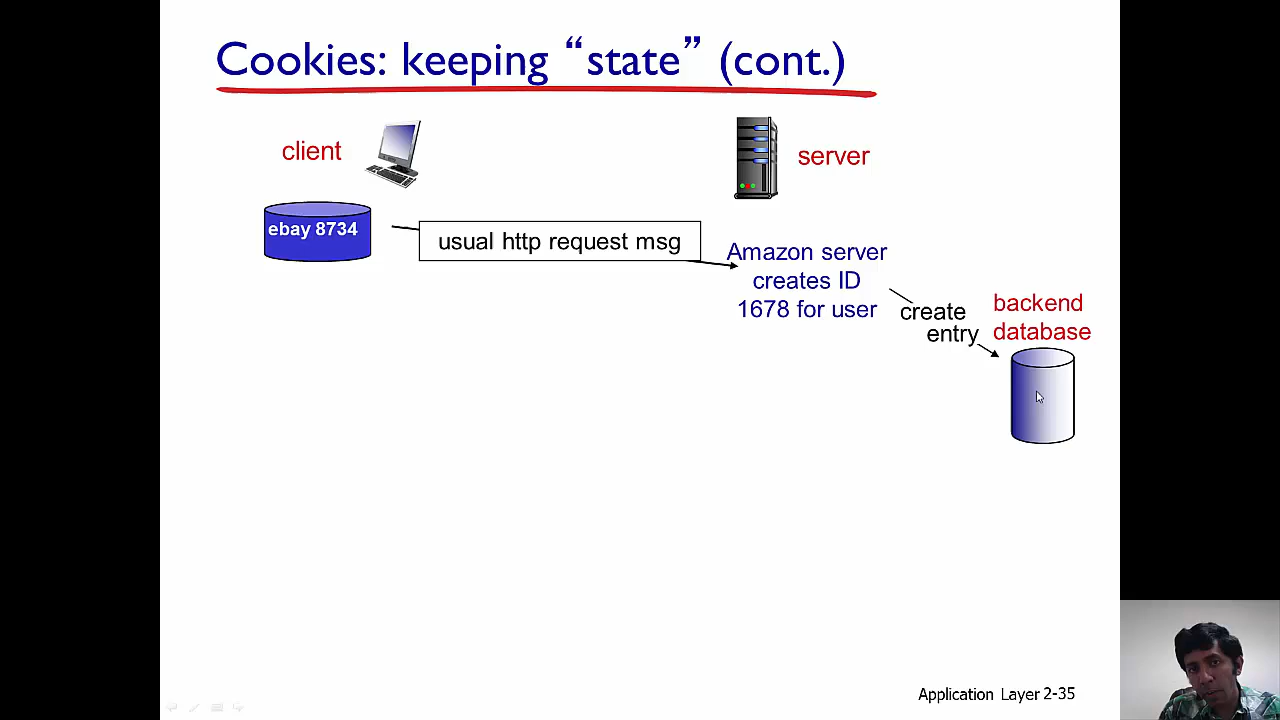 Cookies: keeping “state” (cont.)
client
server
ebay 8734
usual http request msg
Amazon server
creates ID
1678 for user
create
entry
backend
database
Application Layer 2-35